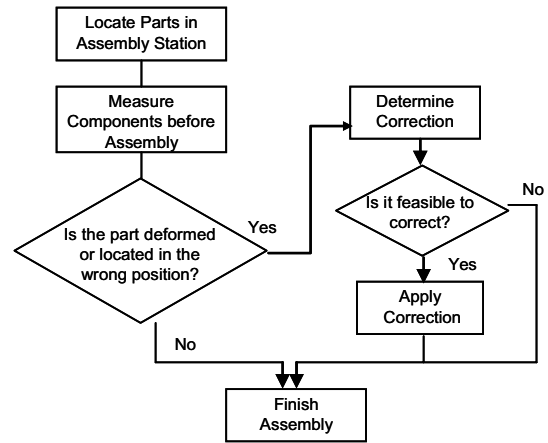 Locate Parts in
Assembly Station
Measure
Components before
Assembly
Is the part deformed
or located in the
wrong position?
Yes
No
Determine
Correction
Is it feasible to
correct?
No
Yes
Apply
Correction
Finish
Assembly